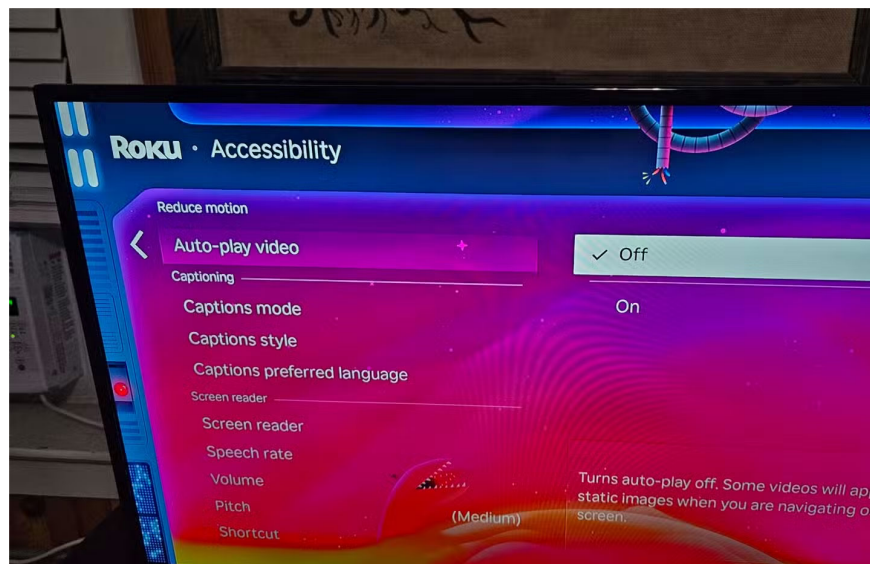 Roku · Accessibility
Reduce motion
Auto-play video
✓ Off
Captioning
Captions mode
On
Captions style
Captions preferred language
Screen reader
Screen reader
Speech rate
Volume
Pitch
(Medium)
Shortcut
Turns auto-play off. Some videos will
static images when you are navigating
screen.